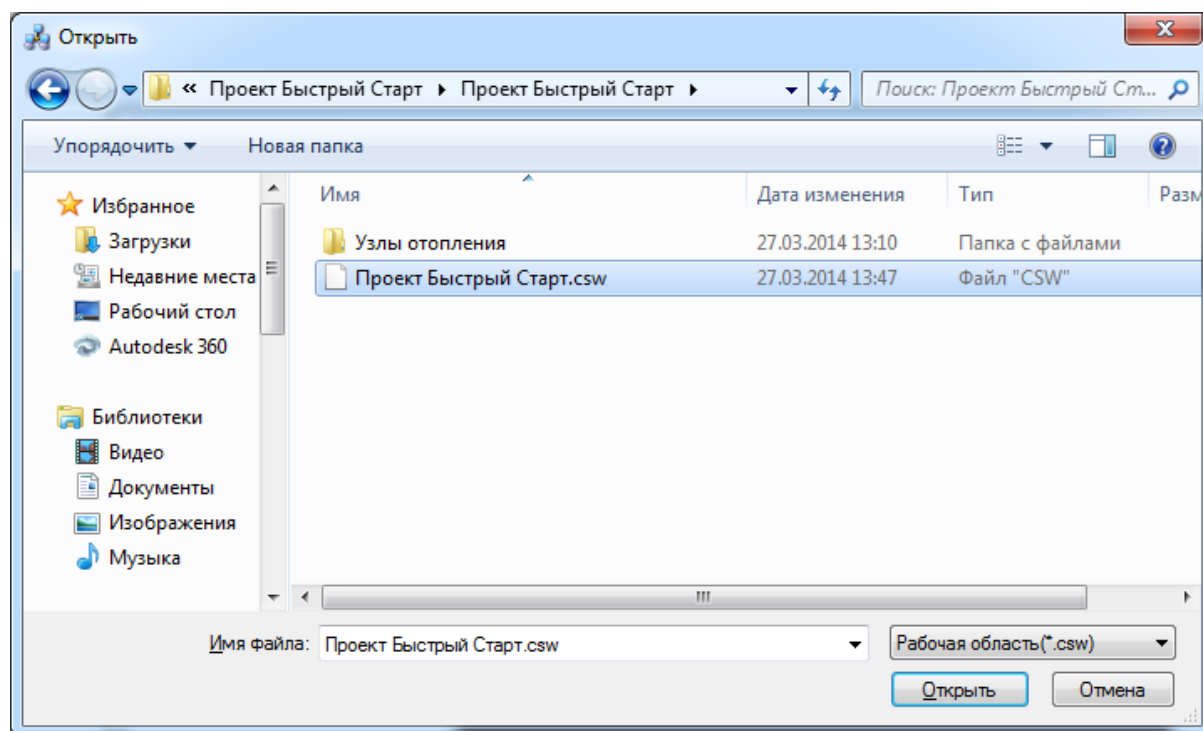 Открыть
« Проект Быстрый Старт Проект Быстрый Старт
Поиск: Проект Быстрый Ст...
Упорядочить Новая папка
Имя Дата изменения Тип Разм
Избранное
Загрузки
Недавние места
Рабочий стол
Autodesk 360
Библиотеки
Видео
Документы
Изображения
Музыка
Узлы отопления 27.03.2014 13:10 Папка с файлами
Проект Быстрый Старт.csw 27.03.2014 13:47 Файл "CSW"
Имя файла: Проект Быстрый Старт.csw Рабочая область(*.csw)
Открыть Отмена